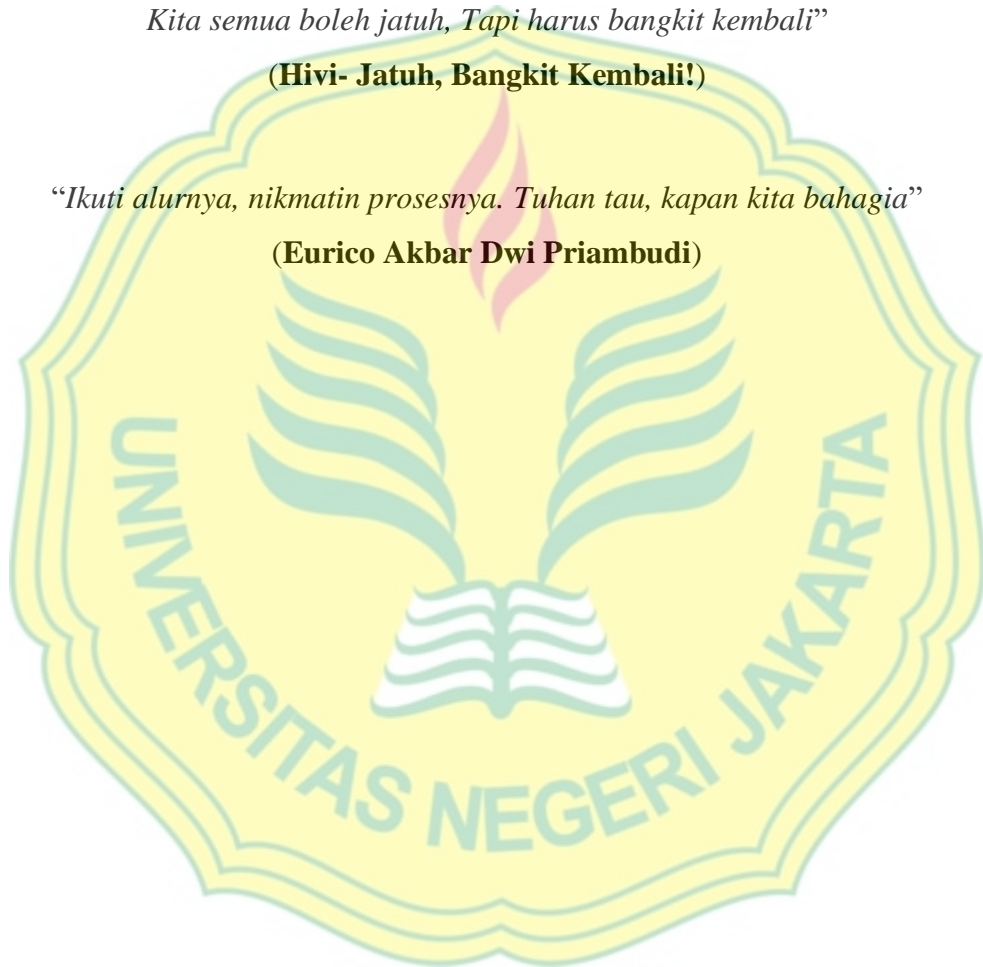 Kita semua boleh jatuh, Tapi harus bangkit kembali”
(Hivi- Jatuh, Bangkit Kembali!)
“Ikuti alurnya, nikmatin prosesnya. Tuhan tau, kapan kita bahagia”
(Eurico Akbar Dwi Priambudi)
UNIVERSITAS NEGERI JAKARTA